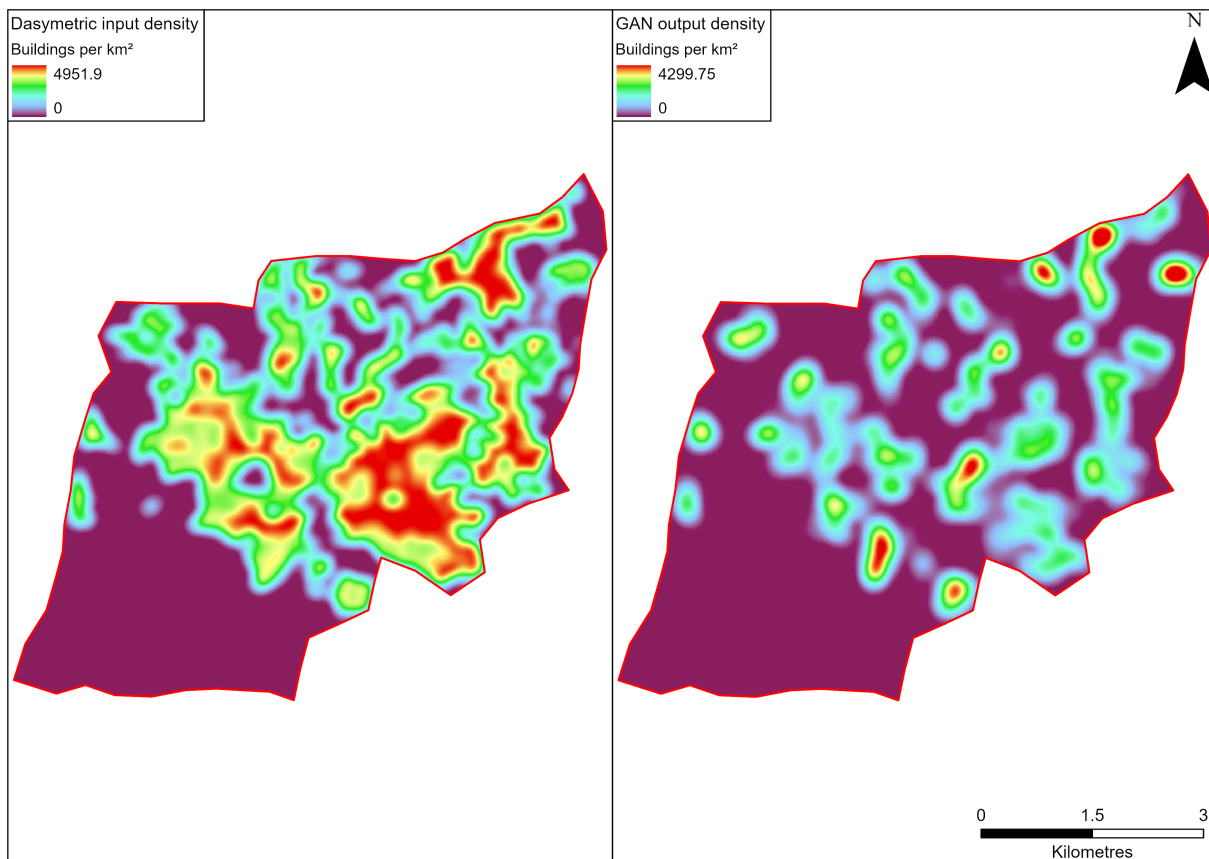 Dasymetric input density
Buildings per km²
4951.9
0
GAN output density
Buildings per km²
4299.75
0
N
0 1.5 3
Kilometres